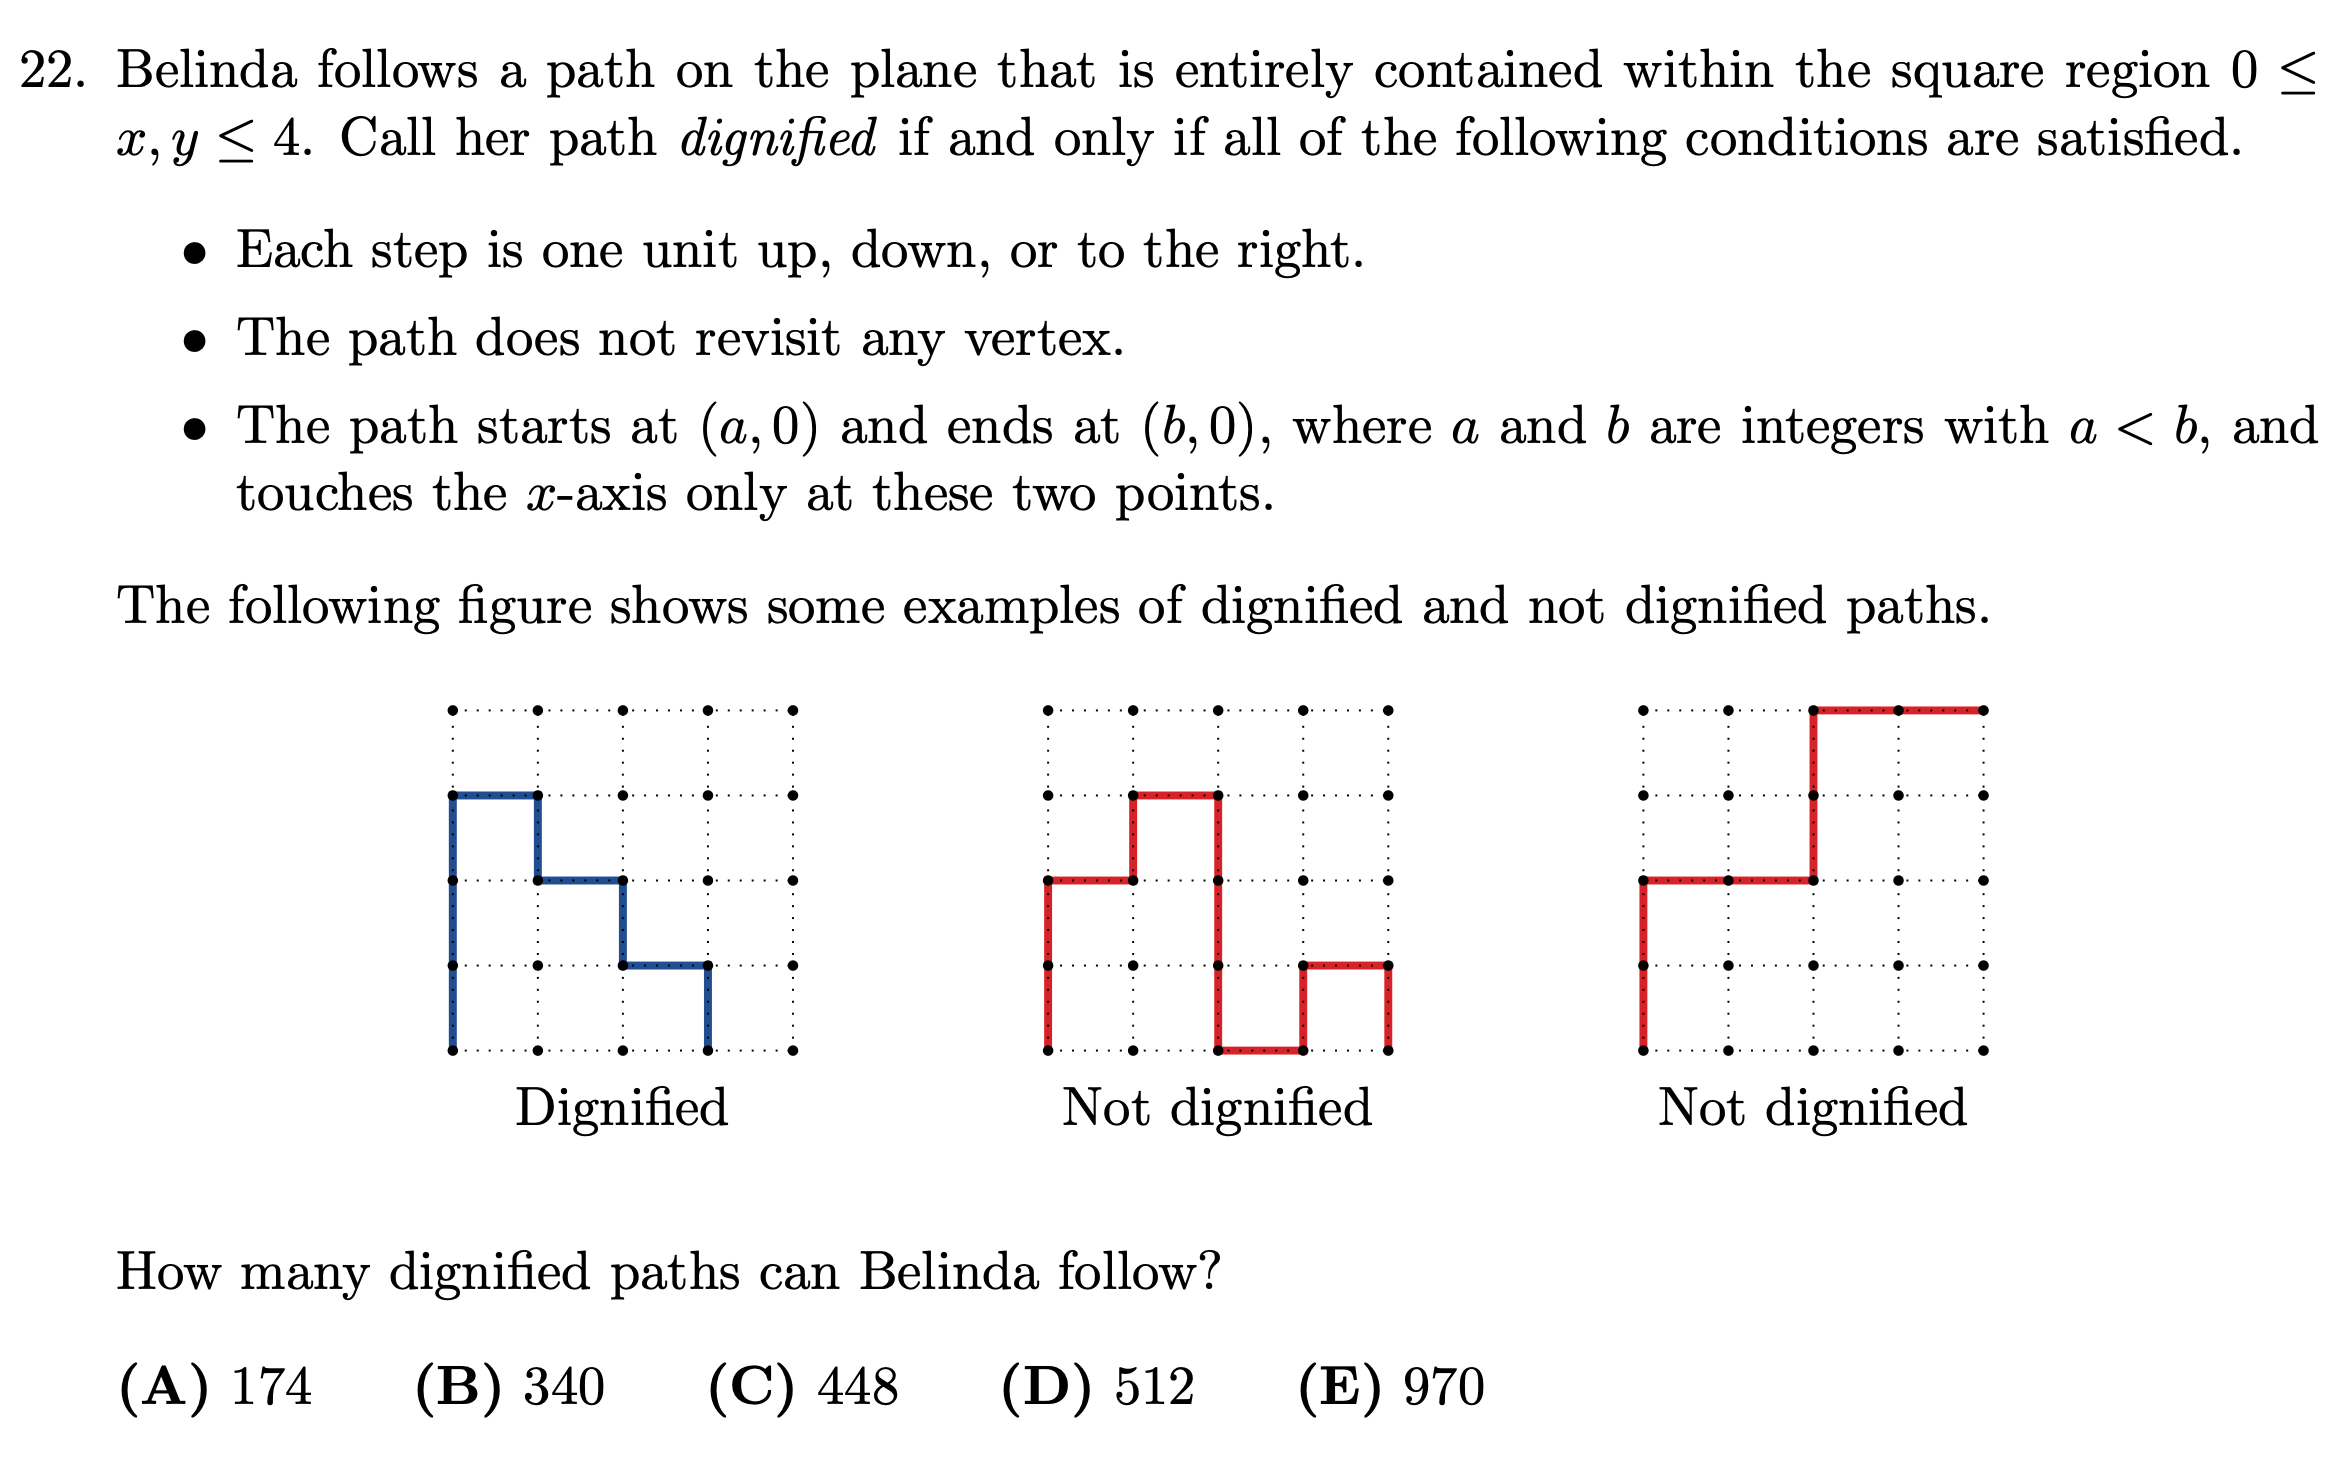 22. Belinda follows a path on the plane that is entirely contained within the square region 0 ≤
x, y ≤ 4. Call her path dignified if and only if all of the following conditions are satisfied.
• Each step is one unit up, down, or to the right.
• The path does not revisit any vertex.
• The path starts at (a, 0) and ends at (b, 0), where a and b are integers with a < b, and
touches the x-axis only at these two points.
The following figure shows some examples of dignified and not dignified paths.
Dignified Not dignified Not dignified
How many dignified paths can Belinda follow?
(A) 174 (B) 340 (C) 448 (D) 512 (E) 970